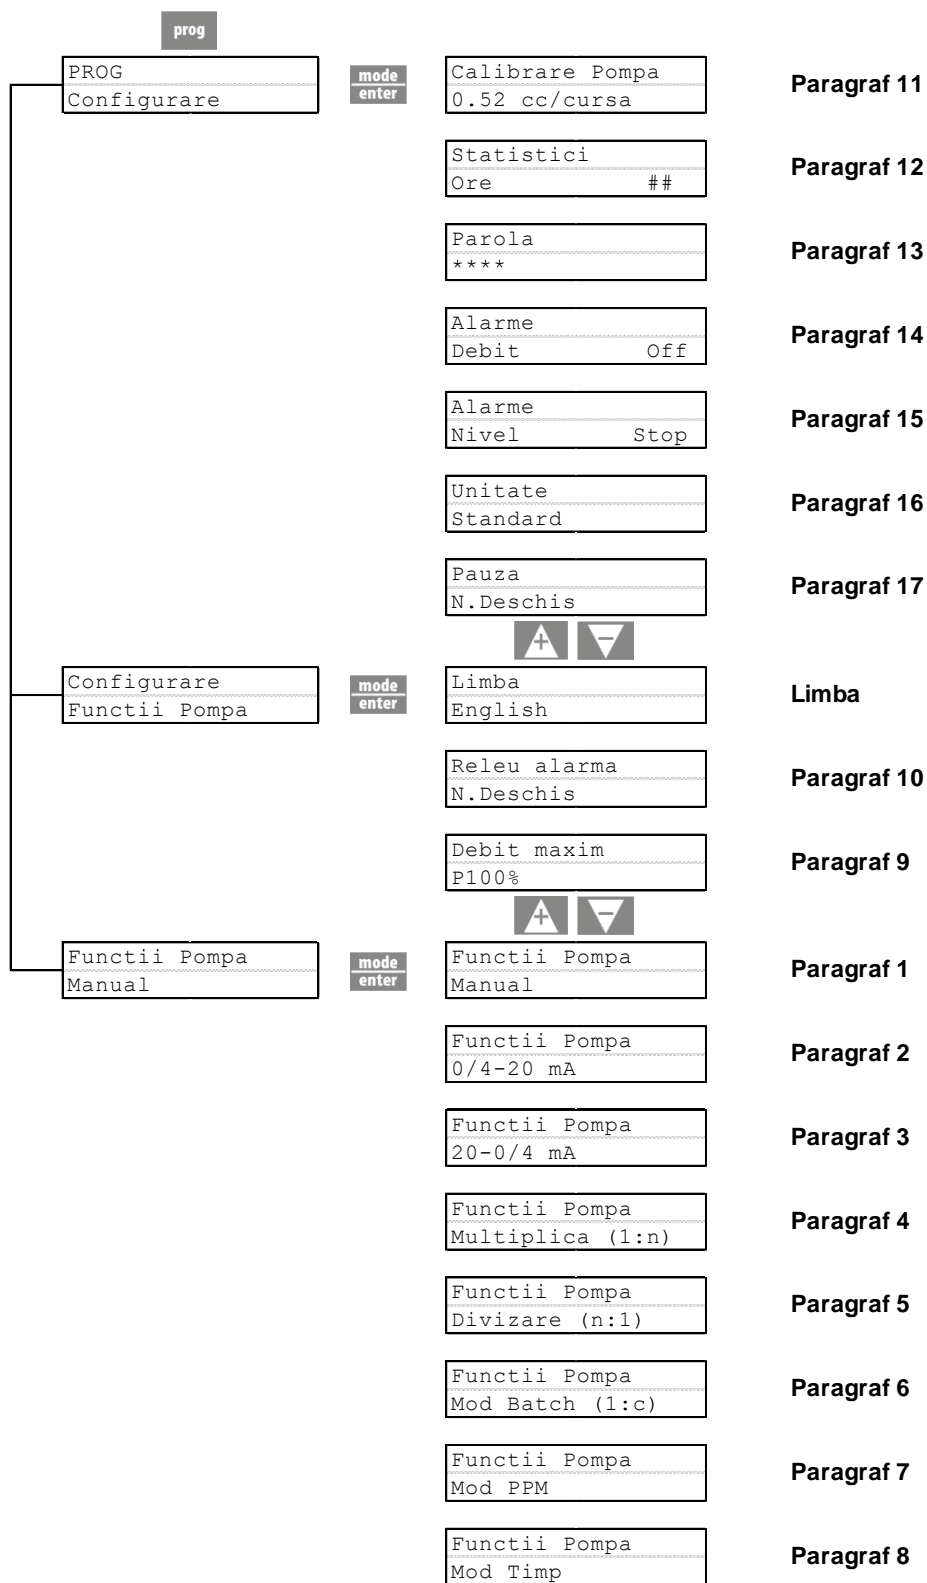 prog
PROG
Configurare
mode
enter
Calibrare Pompa
0.52 cc/cursa
Paragraf 11
Statistici
Ore ##
Paragraf 12
Parola
****
Paragraf 13
Alarme
Debit Off
Paragraf 14
Alarme
Nivel Stop
Paragraf 15
Unitate
Standard
Paragraf 16
Pauza
N.Deschis
Paragraf 17
+ −
Configurare
Functii Pompa
mode
enter
Limba
English
Limba
Releu alarma
N.Deschis
Paragraf 10
Debit maxim
P100%
Paragraf 9
+ −
Functii Pompa
Manual
mode
enter
Functii Pompa
Manual
Paragraf 1
Functii Pompa
0/4-20 mA
Paragraf 2
Functii Pompa
20-0/4 mA
Paragraf 3
Functii Pompa
Multiplica (1:n)
Paragraf 4
Functii Pompa
Divizare (n:1)
Paragraf 5
Functii Pompa
Mod Batch (1:c)
Paragraf 6
Functii Pompa
Mod PPM
Paragraf 7
Functii Pompa
Mod Timp
Paragraf 8